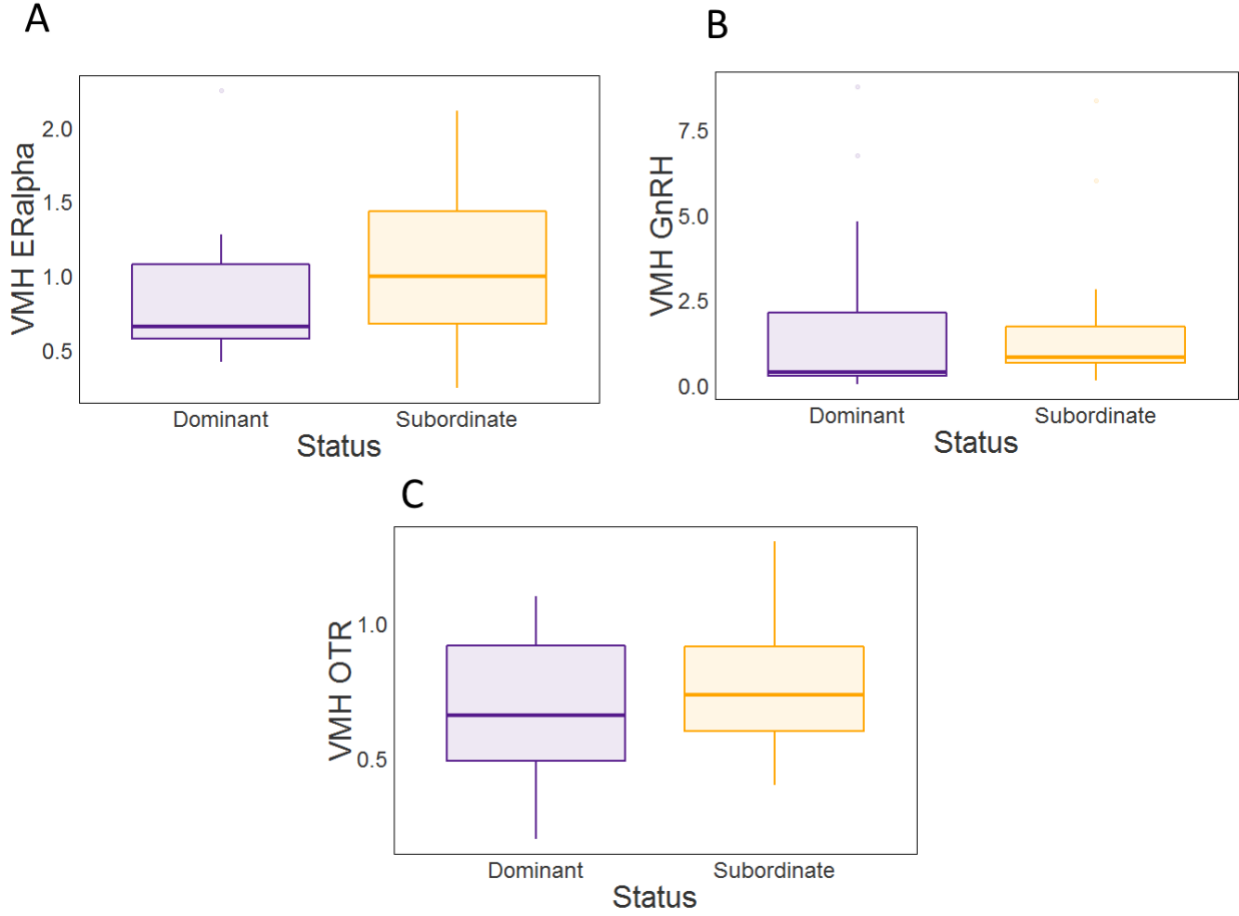 A
VMH ERalpha
2.0
1.5
1.0
0.5
Dominant Subordinate
Status
B
VMH GnRH
7.5
5.0
2.5
0.0
Dominant Subordinate
Status
C
VMH OTR
1.0
0.5
Dominant Subordinate
Status